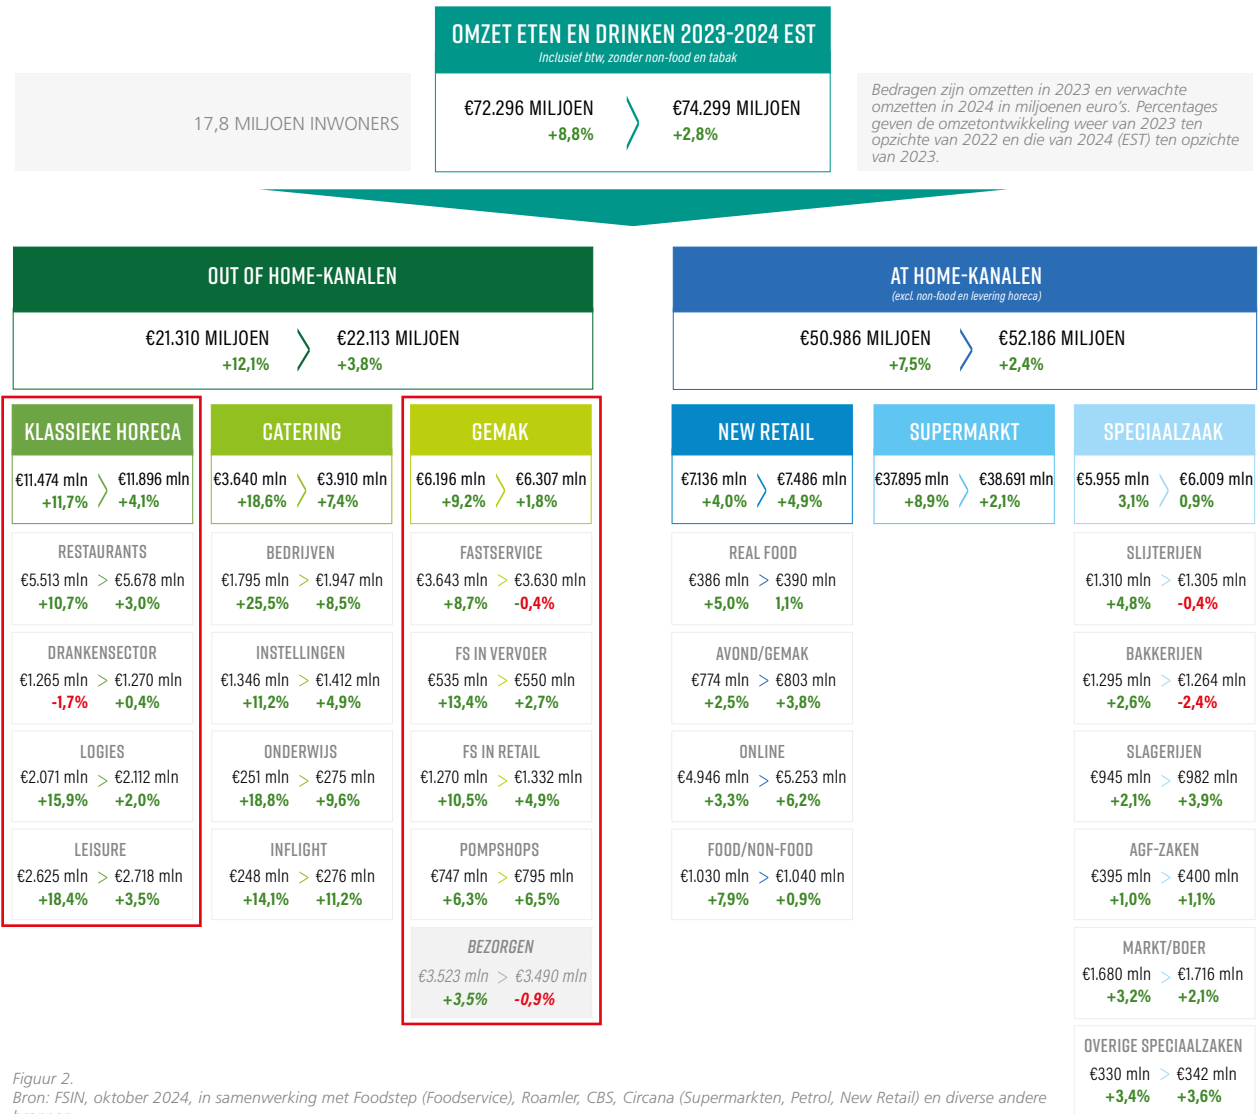 OMZET ETEN EN DRINKEN 2023-2024 EST
Inclusief btw, zonder non-food en tabak
€72.296 MILJOEN > €74.299 MILJOEN
+8,8% +2,8%
17,8 MILJOEN INWONERS
Bedragen zijn omzetten in 2023 en verwachte
omzetten in 2024 in miljoenen euro's. Percentages
geven de omzetontwikkeling weer van 2023 ten
opzichte van 2022 en die van 2024 (EST) ten opzichte
van 2023.
OUT OF HOME-KANALEN
€21.310 MILJOEN > €22.113 MILJOEN
+12,1% +3,8%
AT HOME-KANALEN
(excl. non-food en levering horeca)
€50.986 MILJOEN > €52.186 MILJOEN
+7,5% +2,4%
KLASSIEKE HORECA
€11.474 mln > €11.896 mln
+11,7% +4,1%
RESTAURANTS
€5.513 mln > €5.678 mln
+10,7% +3,0%
DRANKENSECTOR
€1.265 mln > €1.270 mln
-1,7% +0,4%
LOGIES
€2.071 mln > €2.112 mln
+15,9% +2,0%
LEISURE
€2.625 mln > €2.718 mln
+18,4% +3,5%
CATERING
€3.640 mln > €3.910 mln
+18,6% +7,4%
BEDRIJVEN
€1.795 mln > €1.947 mln
+25,5% +8,5%
INSTELLINGEN
€1.346 mln > €1.412 mln
+11,2% +4,9%
ONDERWIJS
€251 mln > €275 mln
+18,8% +9,6%
INFLIGHT
€248 mln > €276 mln
+14,1% +11,2%
GEMAK
€6.196 mln > €6.307 mln
+9,2% +1,8%
FASTSERVICE
€3.643 mln > €3.630 mln
+8,7% -0,4%
FS IN VERVOER
€535 mln > €550 mln
+13,4% +2,7%
FS IN RETAIL
€1.270 mln > €1.332 mln
+10,5% +4,9%
POMPSHOPS
€747 mln > €795 mln
+6,3% +6,5%
BEZORGEN
€3.523 mln > €3.490 mln
+3,5% -0,9%
NEW RETAIL
€7.136 mln > €7.486 mln
+4,0% +4,9%
REAL FOOD
€386 mln > €390 mln
+5,0% 1,1%
AVOND/GEMAK
€774 mln > €803 mln
+2,5% +3,8%
ONLINE
€4.946 mln > €5.253 mln
+3,3% +6,2%
FOOD/NON-FOOD
€1.030 mln > €1.040 mln
+7,9% +0,9%
SUPERMARKT
€37.895 mln > €38.691 mln
+8,9% +2,1%
SPECIAALZAAK
€5.955 mln > €6.009 mln
3,1% 0,9%
SLIJTERIJEN
€1.310 mln > €1.305 mln
+4,8% -0,4%
BAKKERIJEN
€1.295 mln > €1.264 mln
+2,6% -2,4%
SLAGERIJEN
€945 mln > €982 mln
+2,1% +3,9%
AGF-ZAKEN
€395 mln > €400 mln
+1,0% +1,1%
MARKT/BOER
€1.680 mln > €1.716 mln
+3,2% +2,1%
OVERIGE SPECIAALZAKEN
€330 mln > €342 mln
+3,4% +3,6%
Figuur 2.
Bron: FSIN, oktober 2024, in samenwerking met Foodstep (Foodservice), Roamler, CBS, Circana (Supermarkten, Petrol, New Retail) en diverse andere